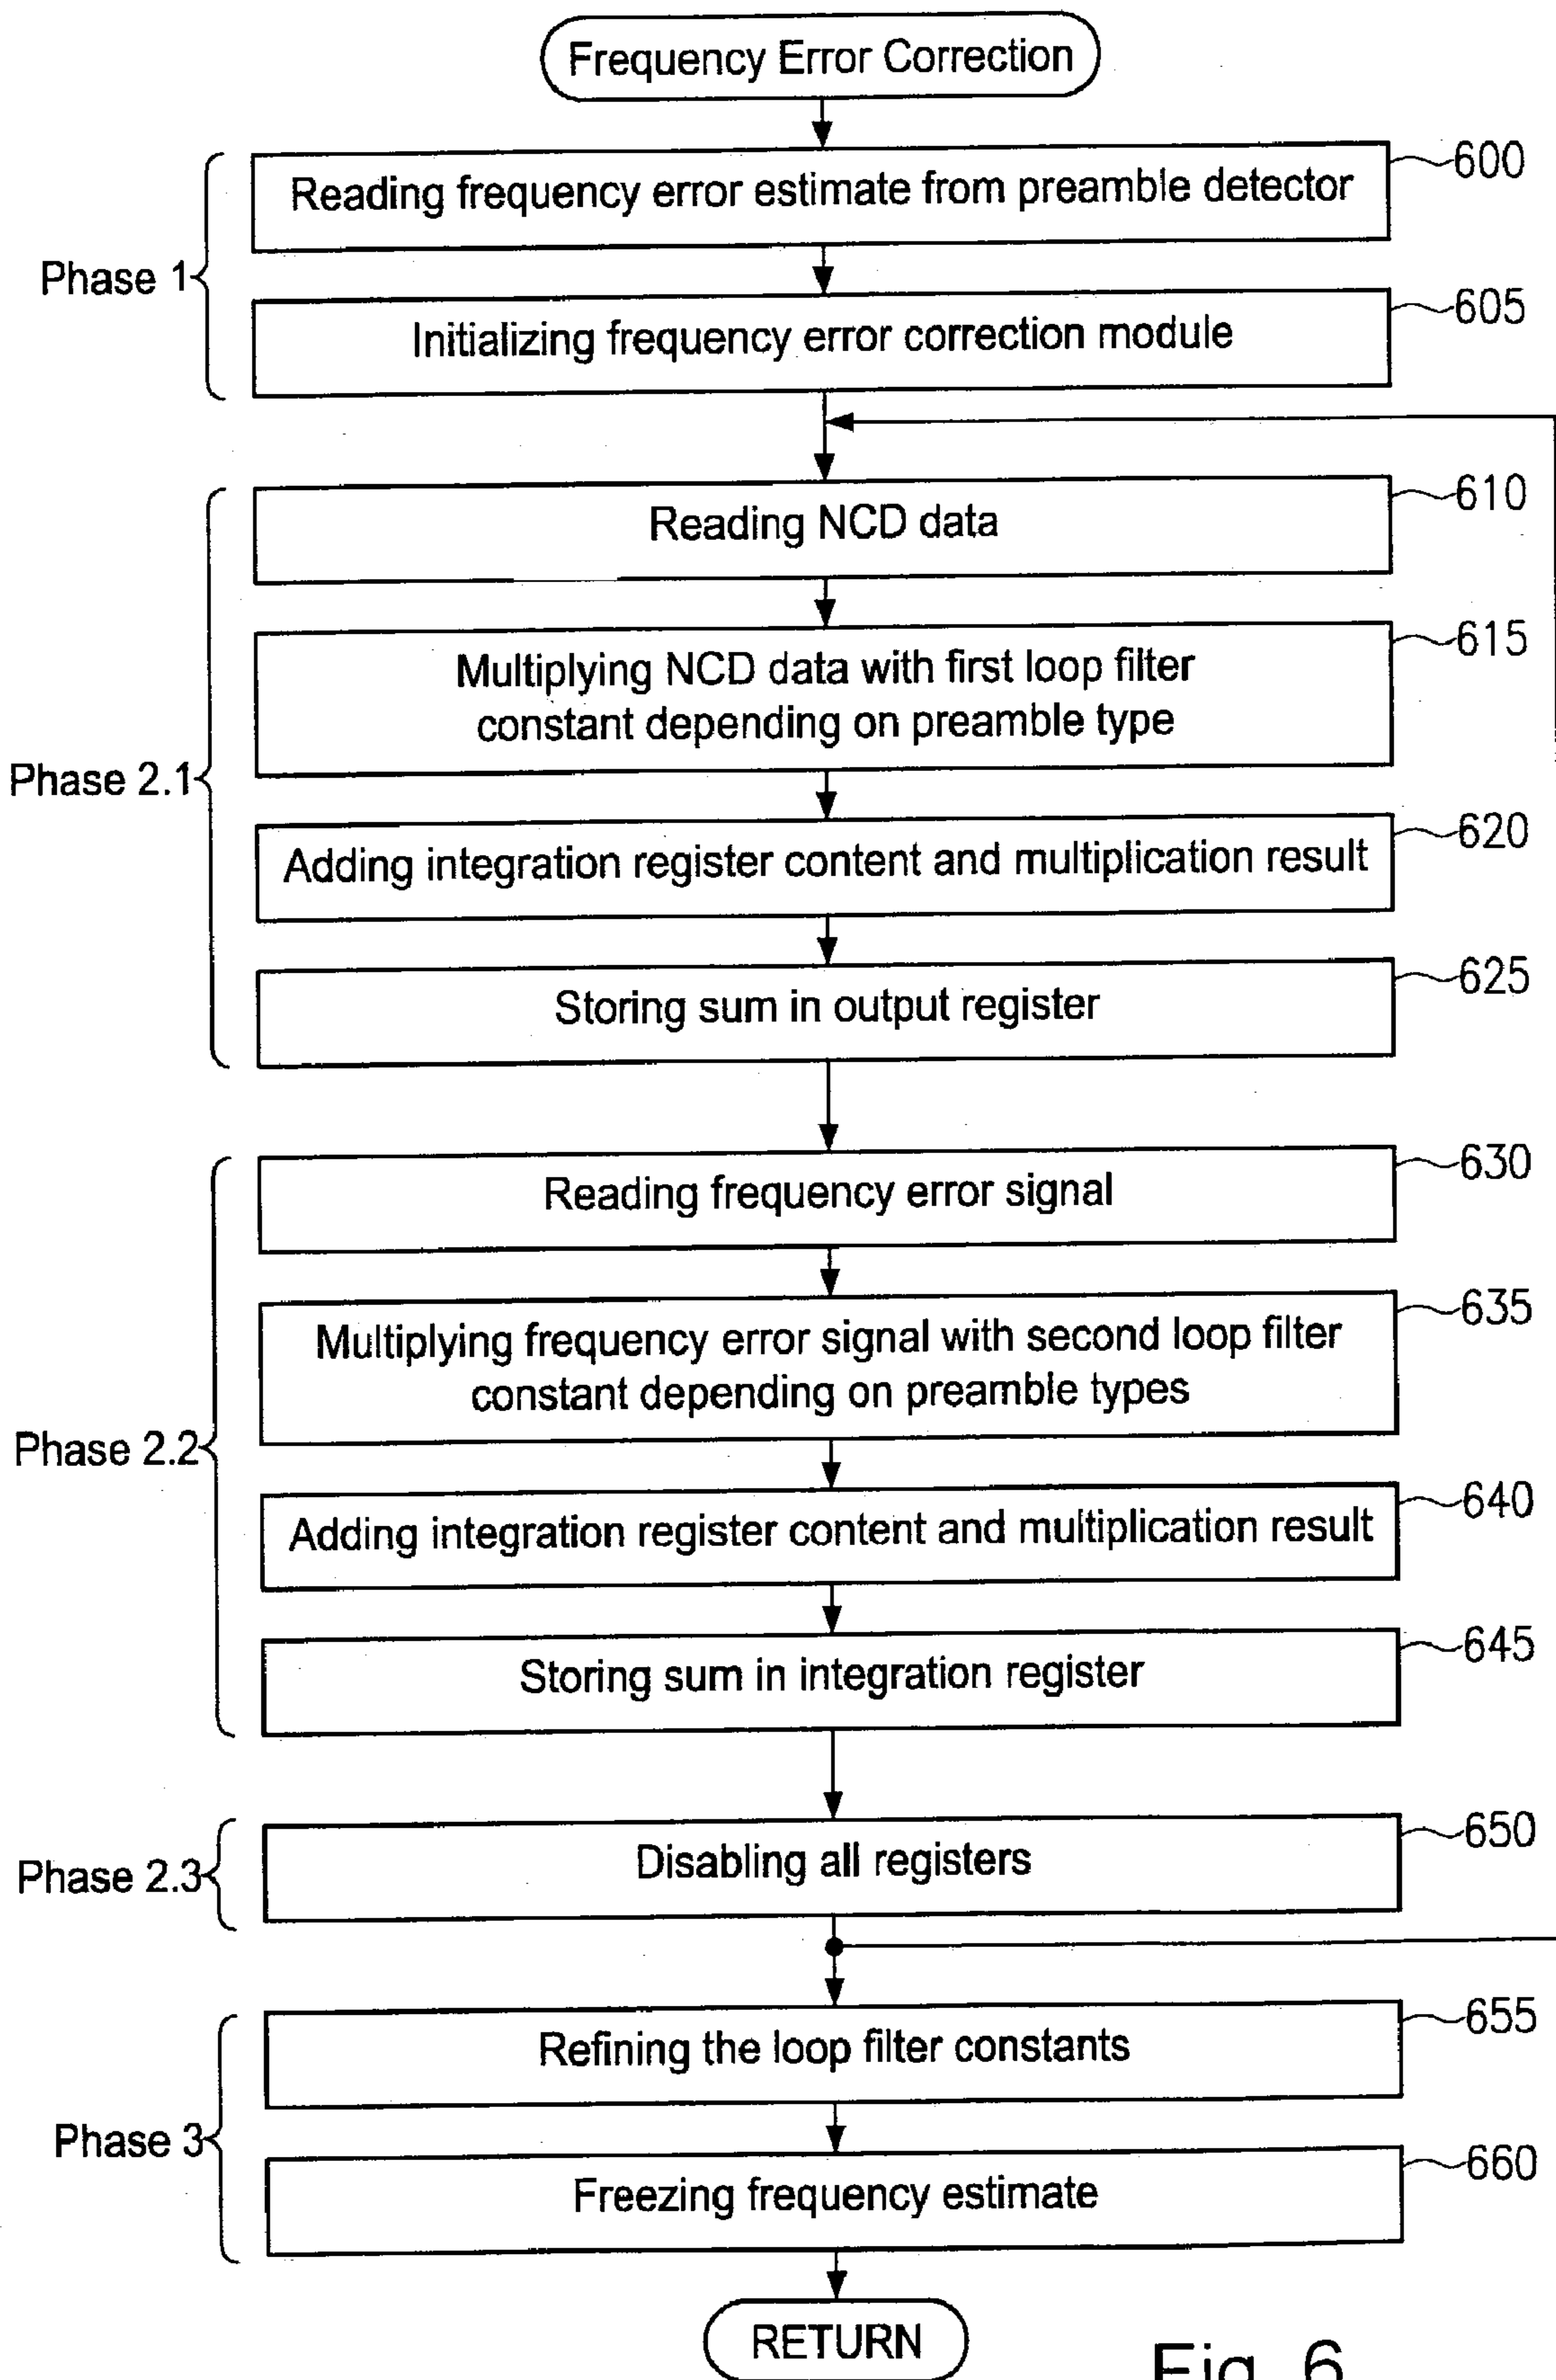 Frequency Error Correction
Phase 1
Reading frequency error estimate from preamble detector
600
Initializing frequency error correction module
605
Phase 2.1
Reading NCD data
610
Multiplying NCD data with first loop filter
constant depending on preamble type
615
Adding integration register content and multiplication result
620
Storing sum in output register
625
Phase 2.2
Reading frequency error signal
630
Multiplying frequency error signal with second loop filter
constant depending on preamble types
635
Adding integration register content and multiplication result
640
Storing sum in integration register
645
Phase 2.3
Disabling all registers
650
Phase 3
Refining the loop filter constants
655
Freezing frequency estimate
660
RETURN
Fig. 6